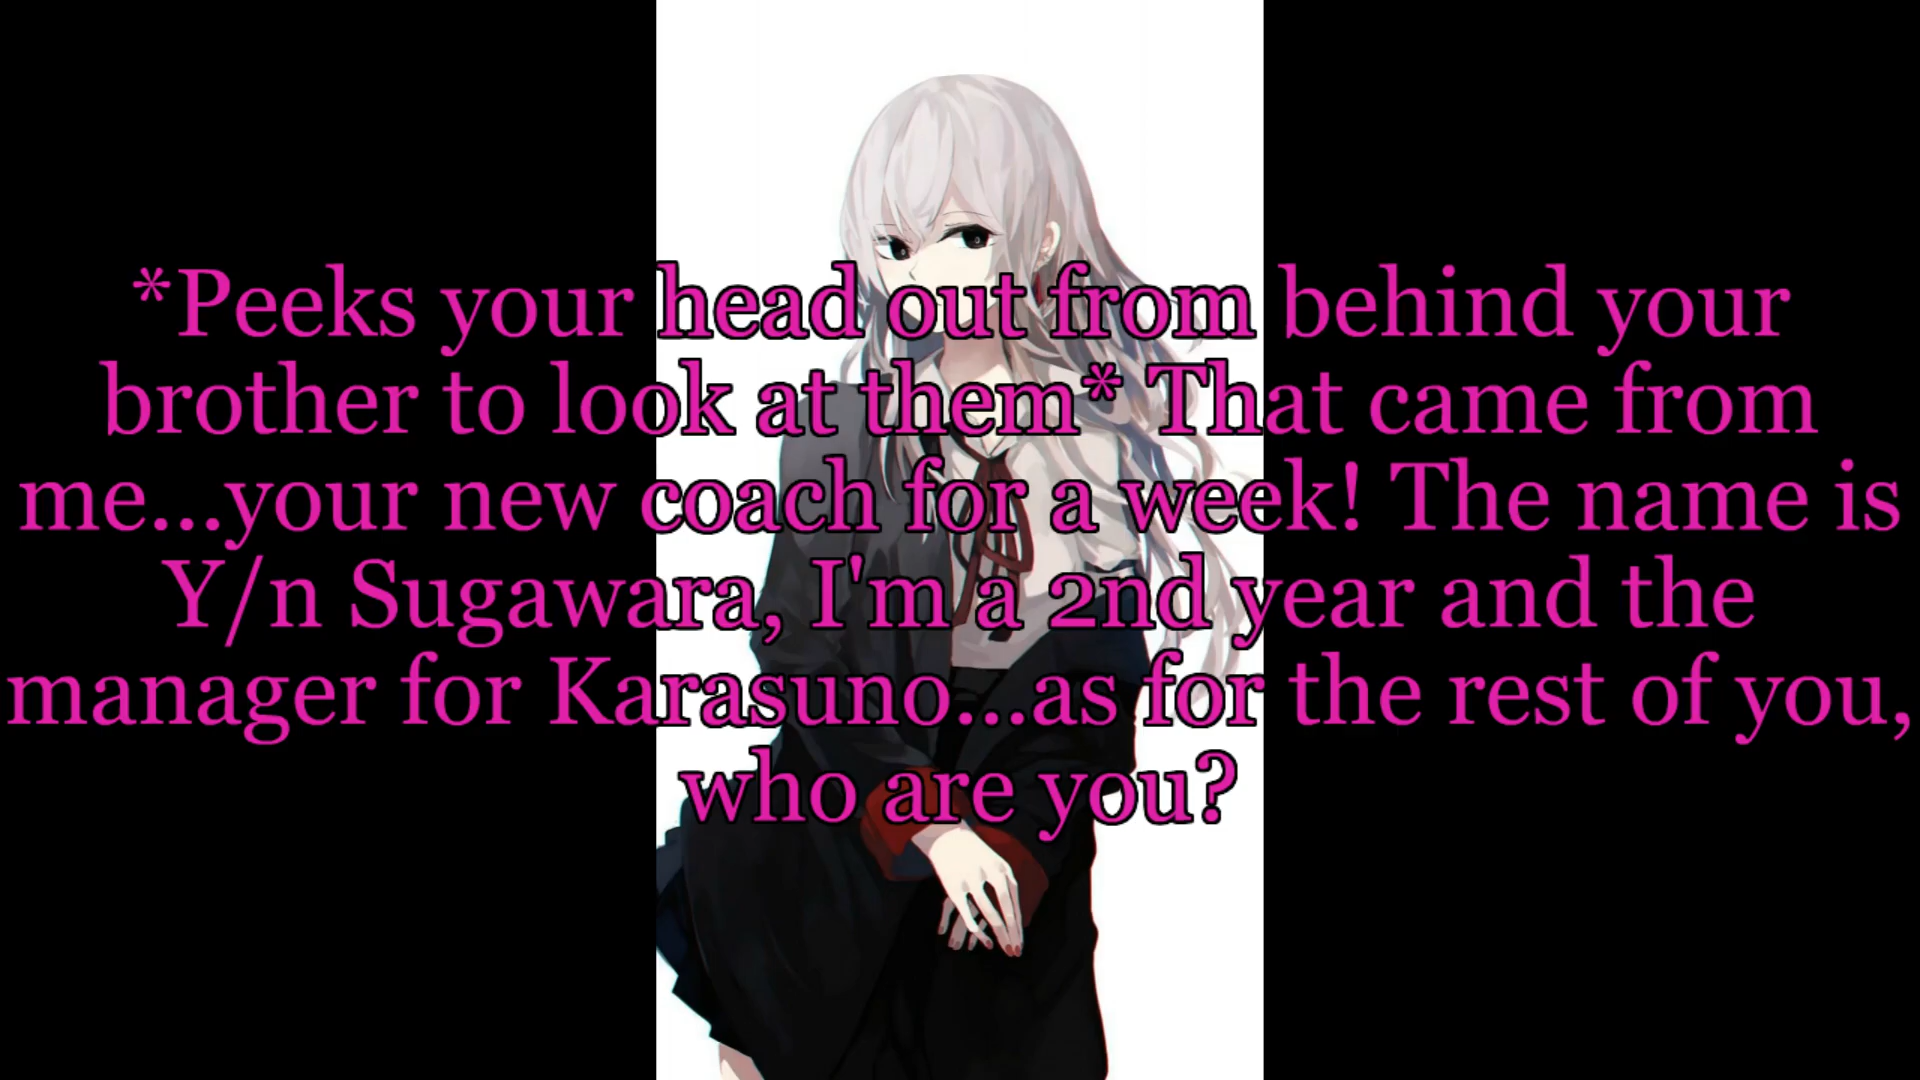 *Peeks your head out from behind your
brother to look at them* That came from
me...your new coach for a week! The name is
Y/n Sugawara, I'm a 2nd year and the
manager for Karasuno...as for the rest of you,
who are you?